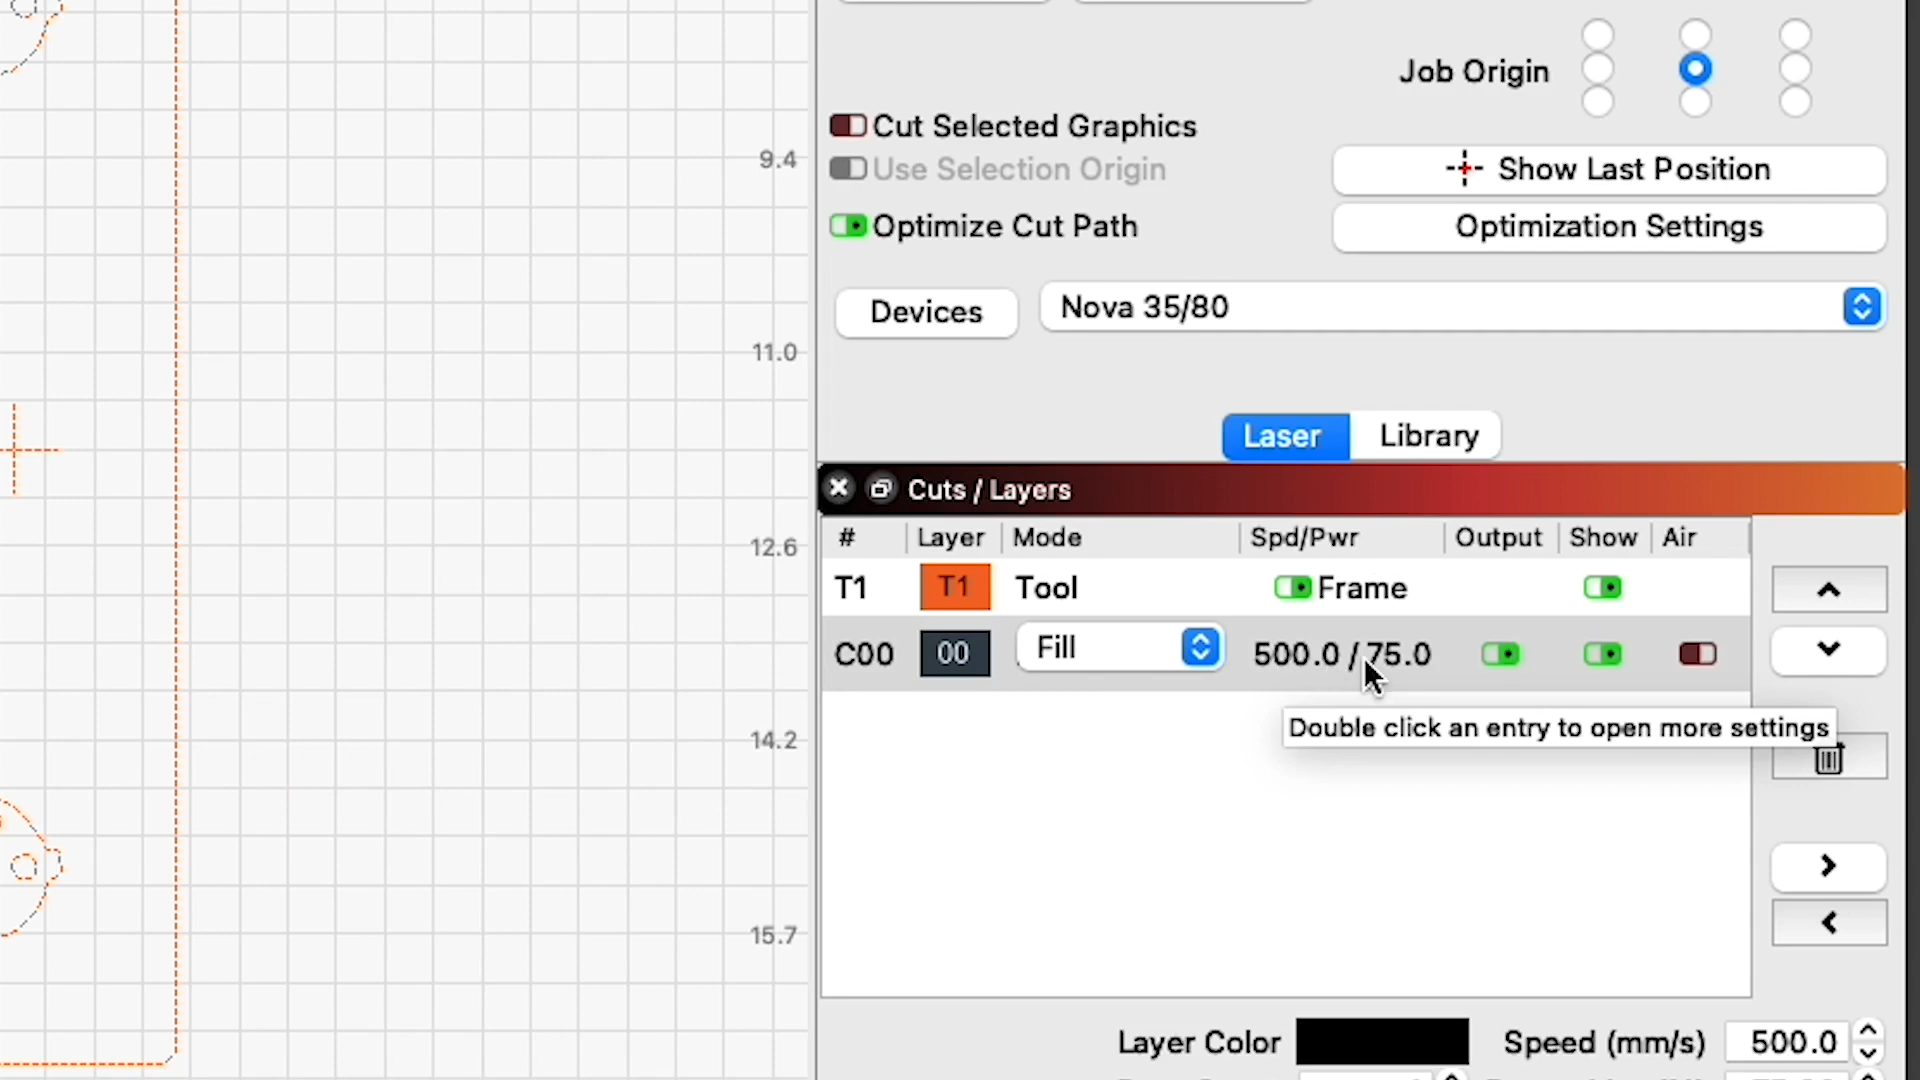 Job Origin
Cut Selected Graphics
Use Selection Origin
Show Last Position
Optimize Cut Path
Optimization Settings
Devices
Nova 35/80
Laser
Library
Cuts / Layers
# Layer Mode Spd/Pwr Output Show Air
T1 T1 Tool Frame
C00 00 Fill 500.0 / 75.0
Double click an entry to open more settings
Layer Color
Speed (mm/s) 500.0
9.4
11.0
12.6
14.2
15.7